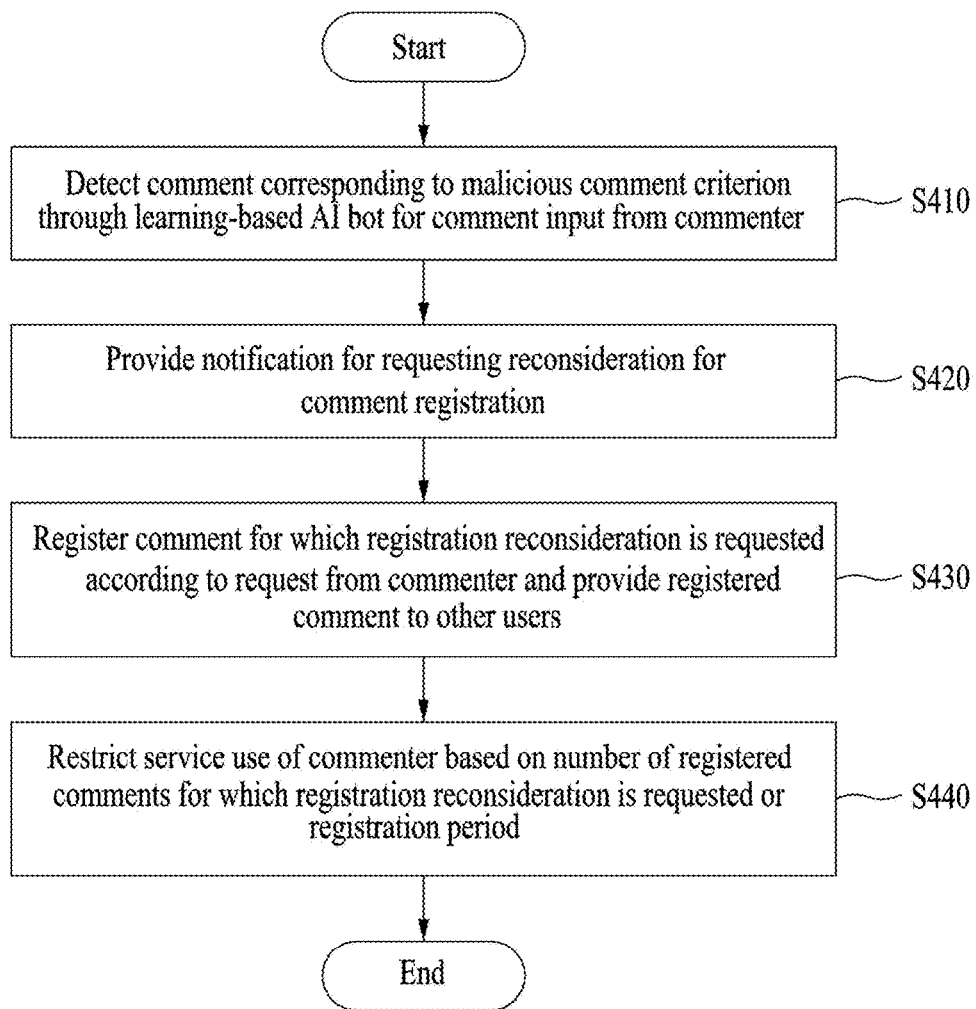 Start
Detect comment corresponding to malicious comment criterion
through learning-based AI bot for comment input from commenter
S410
Provide notification for requesting reconsideration for
comment registration
S420
Register comment for which registration reconsideration is requested
according to request from commenter and provide registered
comment to other users
S430
Restrict service use of commenter based on number of registered
comments for which registration reconsideration is requested or
registration period
S440
End